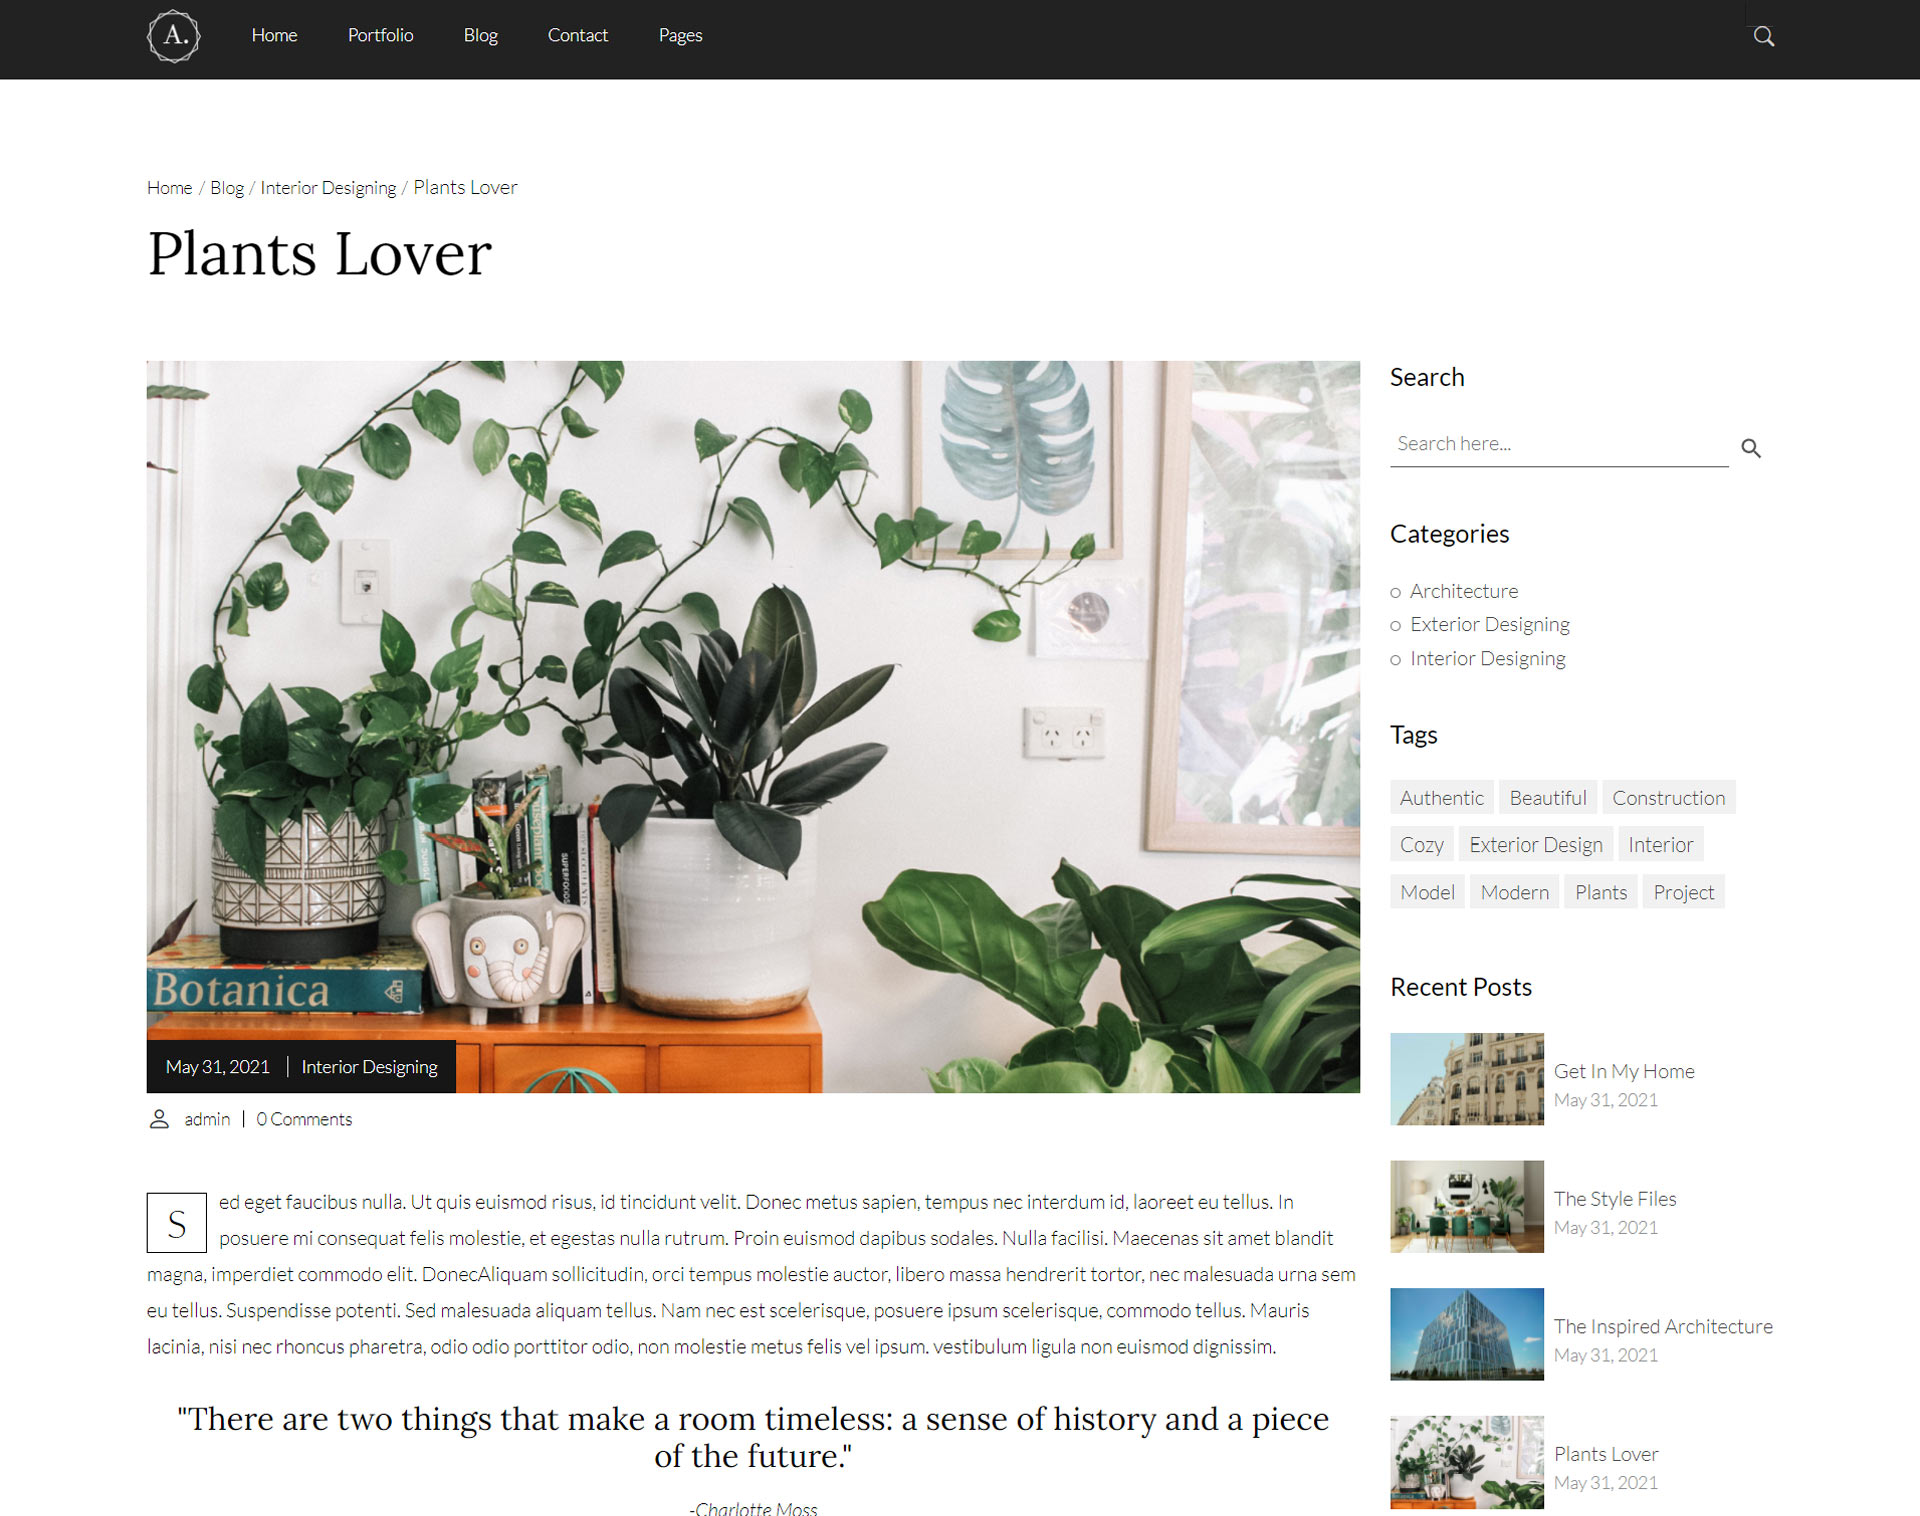 A.
Home
Portfolio
Blog
Contact
Pages
Home / Blog / Interior Designing / Plants Lover
Plants Lover
Botanica
SUPERFOODS
May 31, 2021 | Interior Designing
admin | 0 Comments
Sed eget faucibus nulla. Ut quis euismod risus, id tincidunt velit. Donec metus sapien, tempus nec interdum id, laoreet eu tellus. In
posuere mi consequat felis molestie, et egestas nulla rutrum. Proin euismod dapibus sodales. Nulla facilisi. Maecenas sit amet blandit
magna, imperdiet commodo elit. DonecAliquam sollicitudin, orci tempus molestie auctor, libero massa hendrerit tortor, nec malesuada urna sem
eu tellus. Suspendisse potenti. Sed malesuada aliquam tellus. Nam nec est scelerisque, posuere ipsum scelerisque, commodo tellus. Mauris
lacinia, nisi nec rhoncus pharetra, odio odio porttitor odio, non molestie metus felis vel ipsum. vestibulum ligula non euismod dignissim.
"There are two things that make a room timeless: a sense of history and a piece
of the future."
-Charlotte Moss
Search
Search here...
Categories
Architecture
Exterior Designing
Interior Designing
Tags
Authentic
Beautiful
Construction
Cozy
Exterior Design
Interior
Model
Modern
Plants
Project
Recent Posts
Get In My Home
May 31, 2021
The Style Files
May 31, 2021
The Inspired Architecture
May 31, 2021
Plants Lover
May 31, 2021